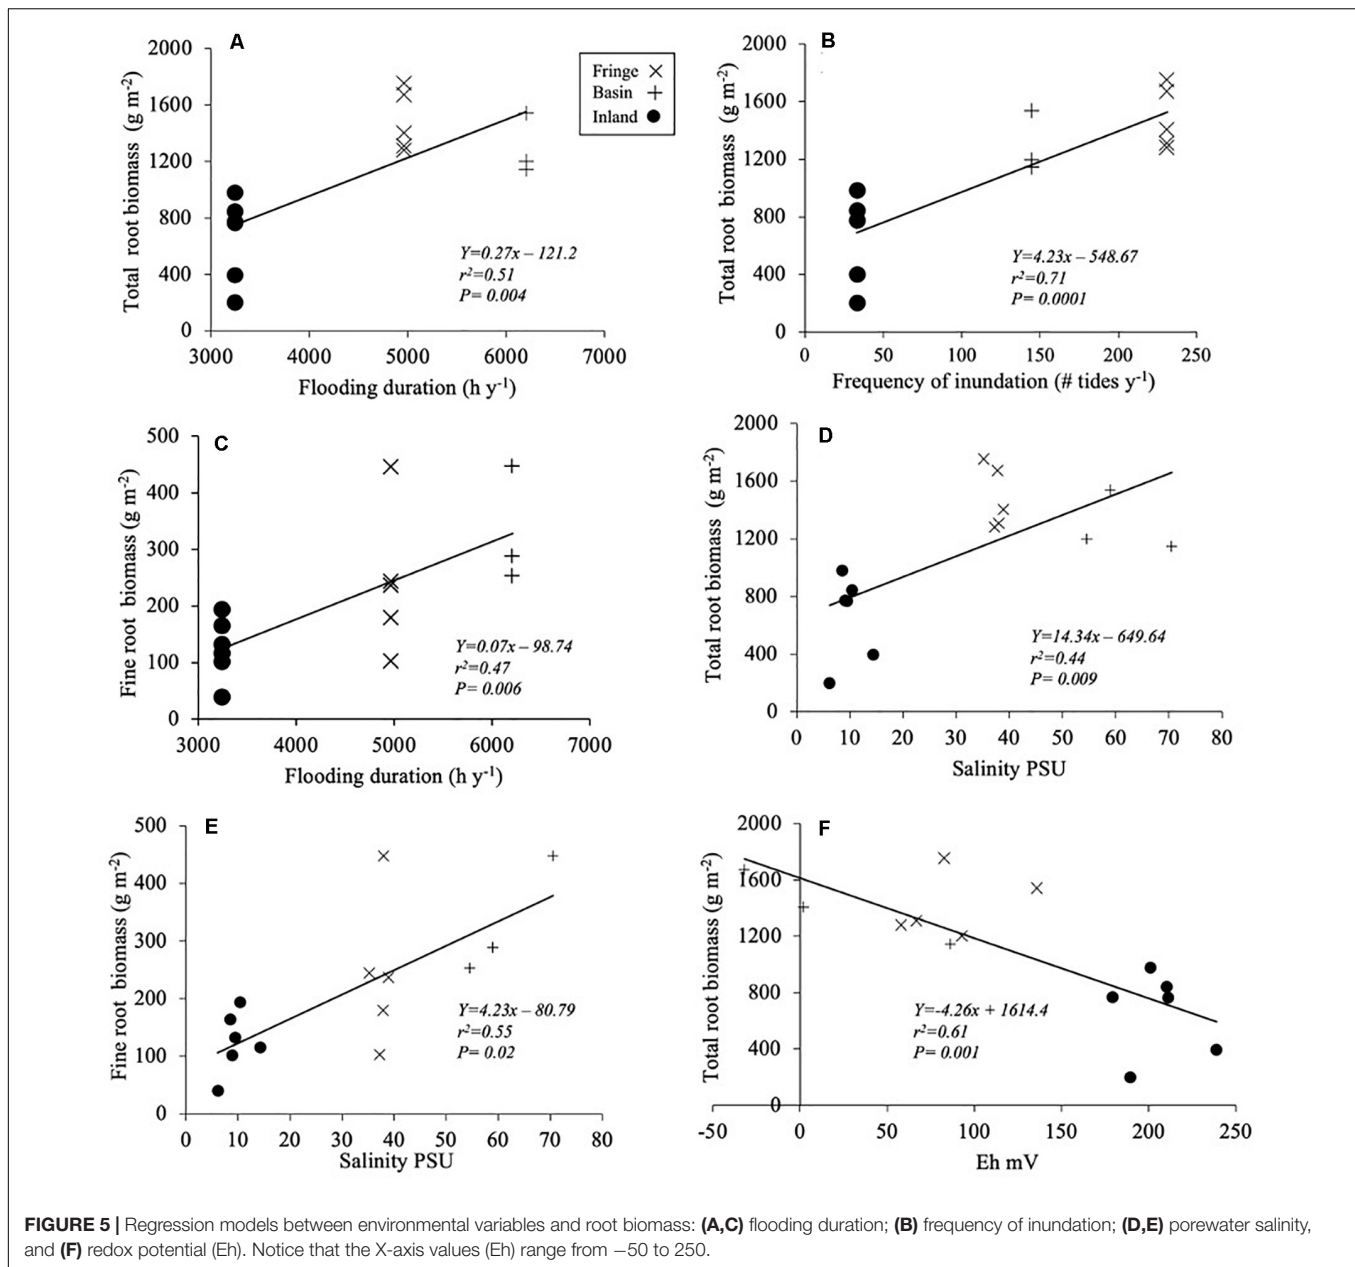 A
2000
1600
1200
800
400
0
Total root biomass (g m-2)
3000 4000 5000 6000 7000
Flooding duration (h y-1)
Y=0.27x – 121.2
r2=0.51
P= 0.004
Fringe ×
Basin +
Inland ●
B
2000
1600
1200
800
400
0
Total root biomass (g m-2)
0 50 100 150 200 250
Frequency of inundation (# tides y-1)
Y=4.23x – 548.67
r2=0.71
P= 0.0001
C
500
400
300
200
100
0
Fine root biomass (g m-2)
3000 4000 5000 6000 7000
Flooding duration (h y-1)
Y=0.07x – 98.74
r2=0.47
P= 0.006
D
2000
1600
1200
800
400
0
Total root biomass (g m-2)
0 10 20 30 40 50 60 70 80
Salinity PSU
Y=14.34x – 649.64
r2=0.44
P= 0.009
E
500
400
300
200
100
0
Fine root biomass (g m-2)
0 10 20 30 40 50 60 70 80
Salinity PSU
Y=4.23x – 80.79
r2=0.55
P= 0.02
F
2000
1600
1200
800
400
0
Total root biomass (g m-2)
-50 0 50 100 150 200 250
Eh mV
Y=-4.26x + 1614.4
r2=0.61
P= 0.001
FIGURE 5 | Regression models between environmental variables and root biomass: (A,C) flooding duration; (B) frequency of inundation; (D,E) porewater salinity,
and (F) redox potential (Eh). Notice that the X-axis values (Eh) range from −50 to 250.